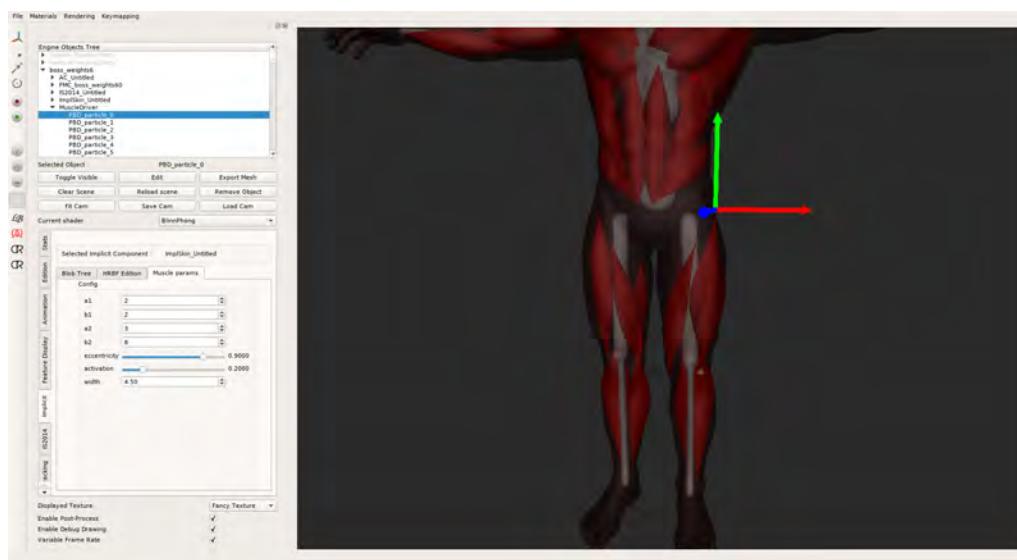 File Materials Rendering Keymapping
Engine Objects Tree
boss_weights6
AC_Untitled
PMC_boss_weights60
IS2014_Untitled
ImplSkin_Untitled
MuscleDriver
PBD_particle_0
PBD_particle_1
PBD_particle_2
PBD_particle_3
PBD_particle_4
PBD_particle_5
Selected Object PBD_particle_0
Toggle Visible Edit Export Mesh
Clear Scene Reload scene Remove Object
Fit Cam Save Cam Load Cam
Current shader BlinnPhong
Stats
Edition
Animation
Feature Display
Implicit
IS2014
acking
Selected Implicit Component ImplSkin_Untitled
Blob Tree HRBF Edition Muscle params
Config
a1 2
b1 2
a2 3
b2 6
eccentricity 0.9000
activation 0.2000
width 4.50
Displayed Texture Fancy Texture
Enable Post-Process
Enable Debug Drawing
Variable Frame Rate